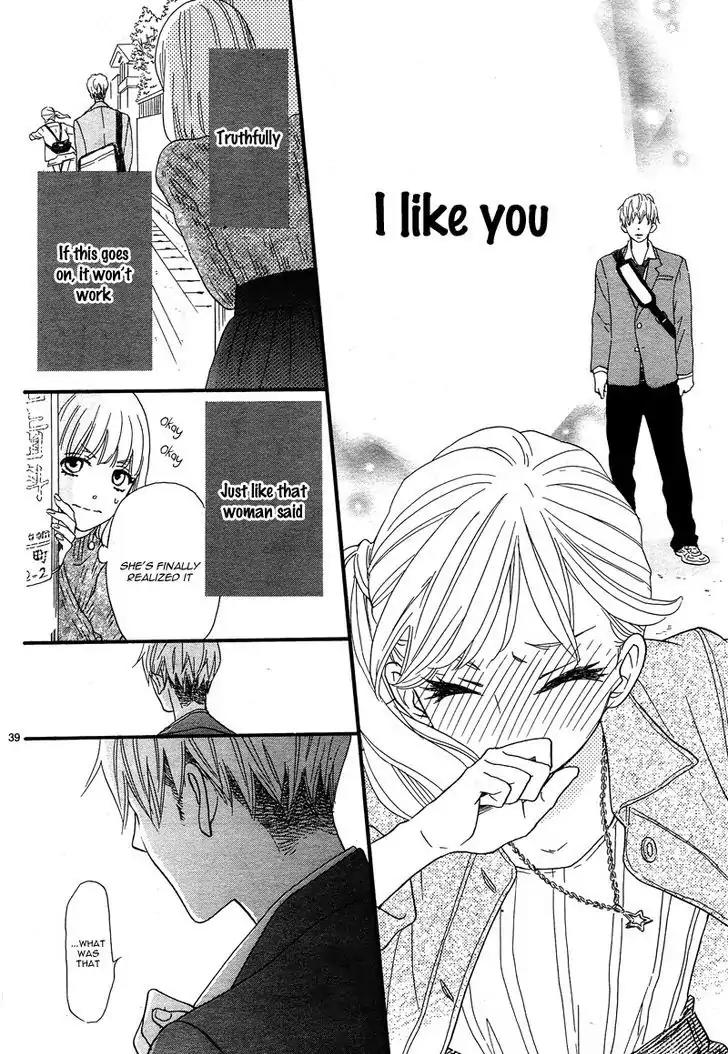 I like you
Truthfully
If this goes
on, it won't
work
Okay
Okay
Just like that
woman said
SHE'S FINALLY
REALIZED IT
39
...WHAT
WAS
THAT